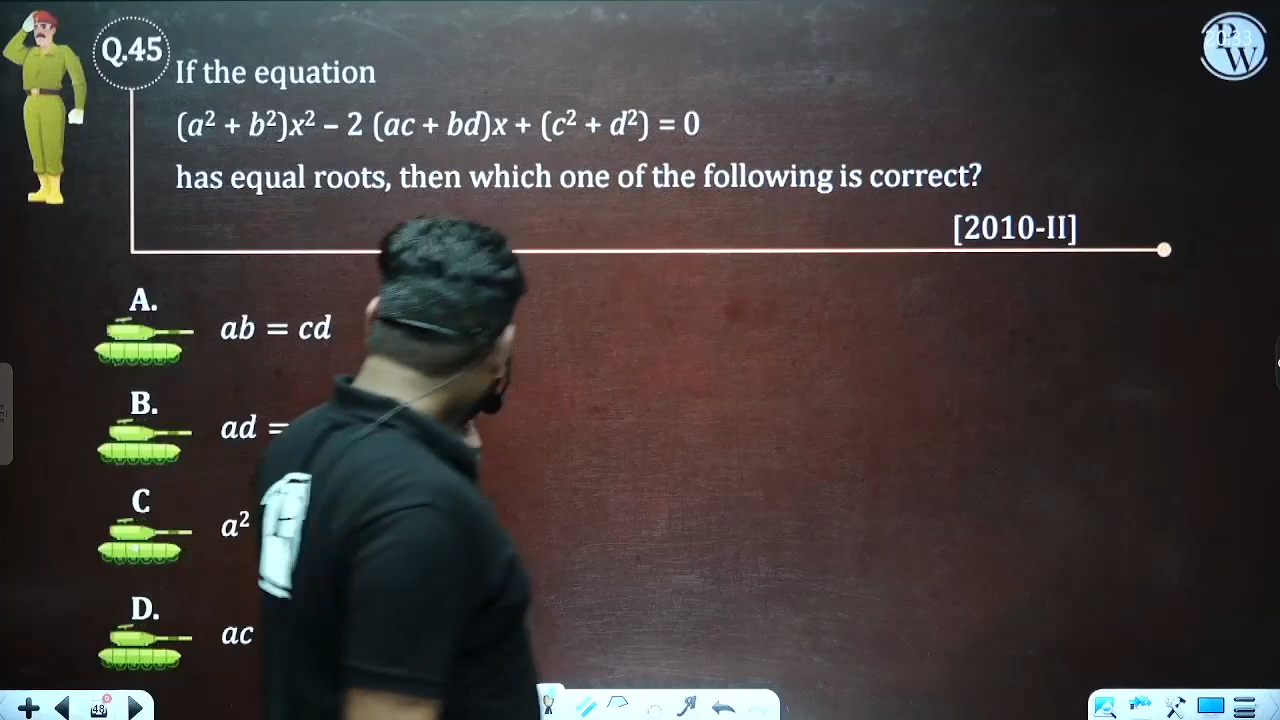 Q.45
If the equation
(a² + b²)x² – 2 (ac + bd)x + (c² + d²) = 0
has equal roots, then which one of the following is correct?
[2010-II]
A.
ab = cd
B.
ad =
C
a²
D.
ac
P
W
48